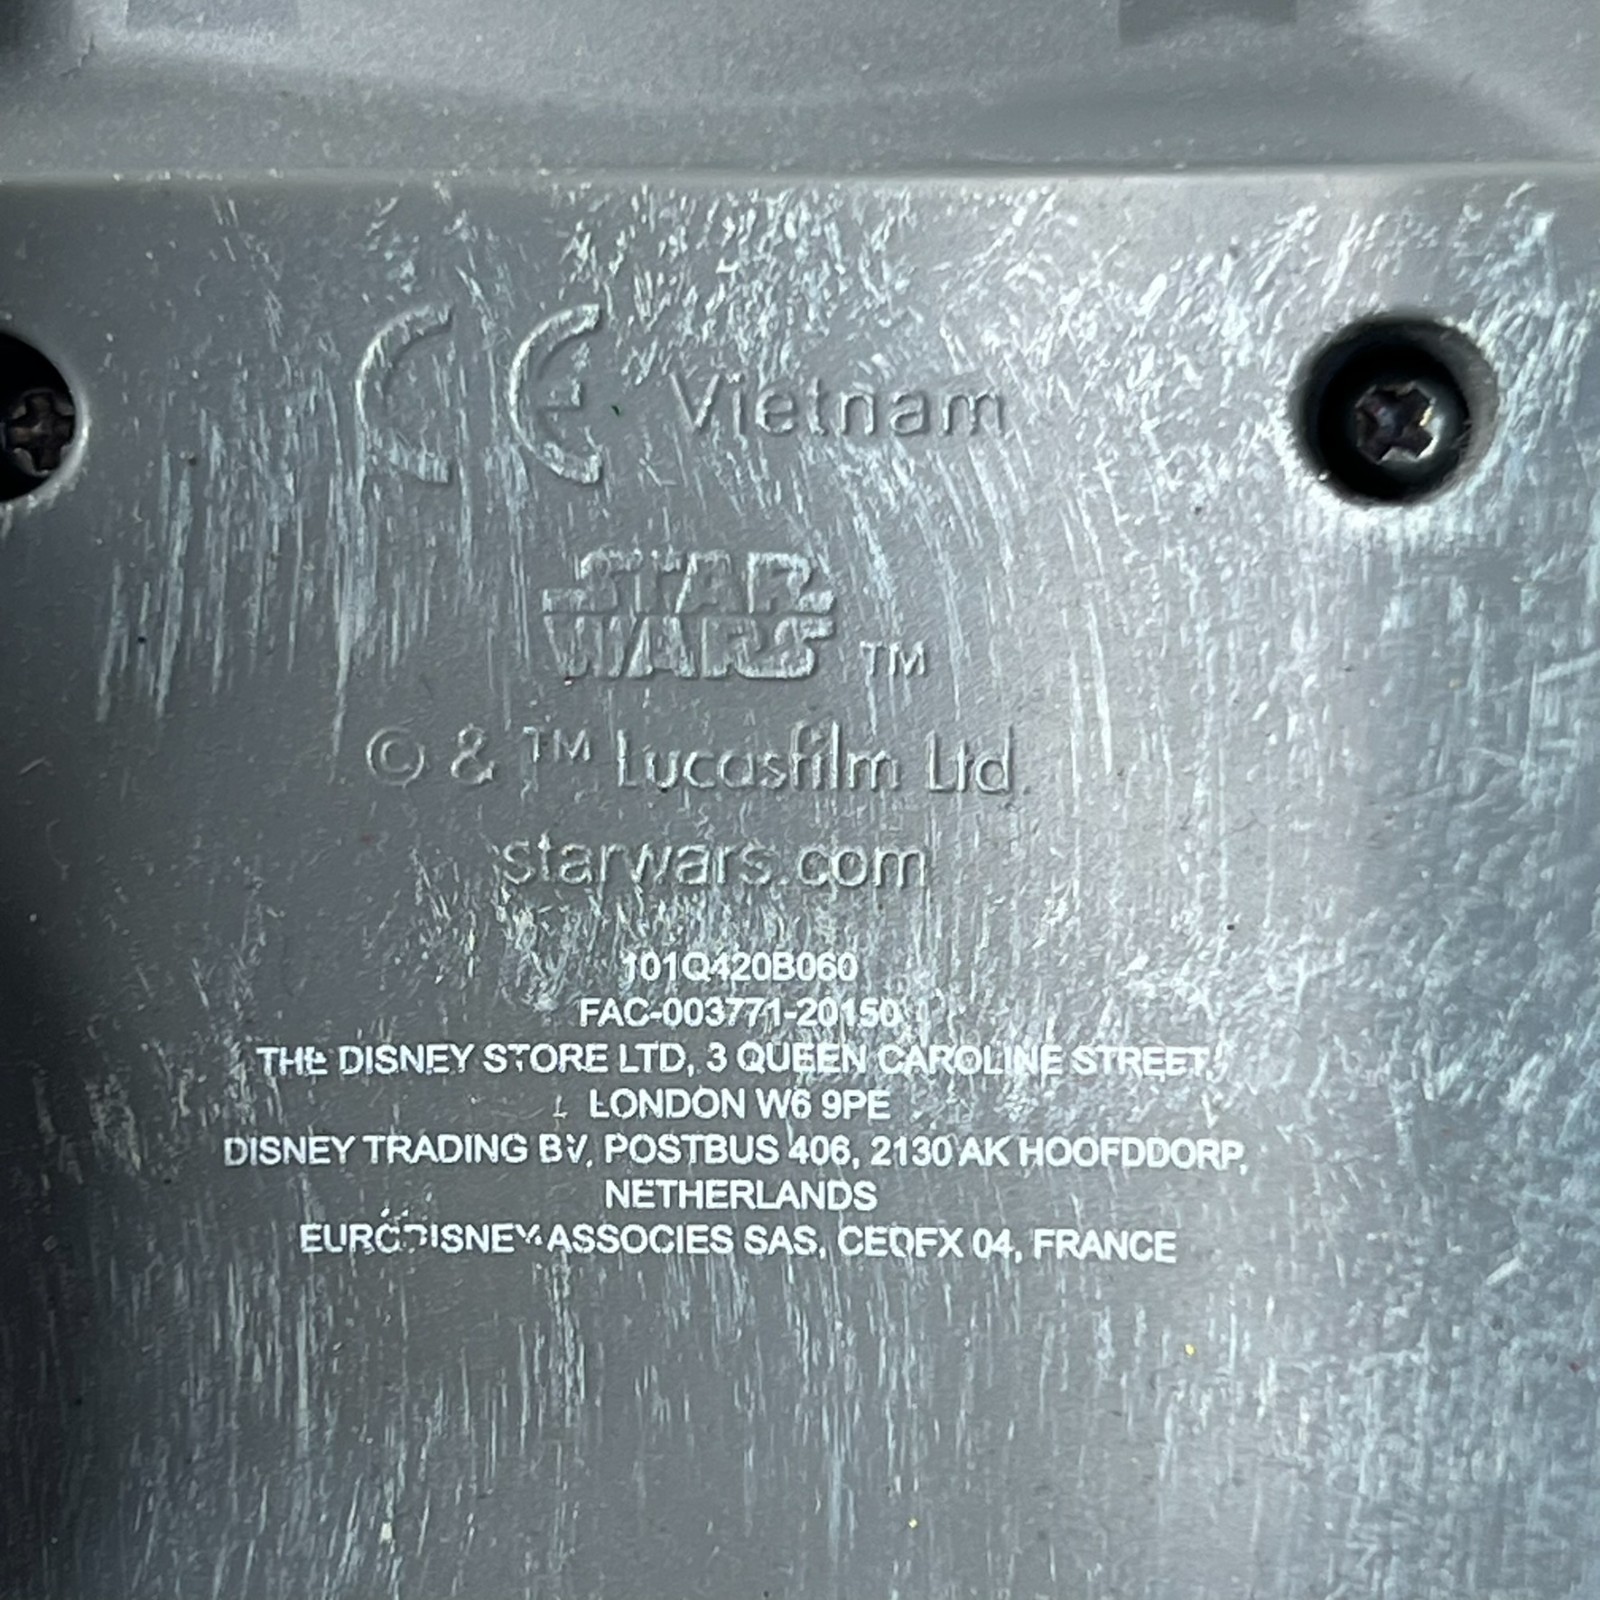 CE Vietnam
STAR
WARS ™
© & ™ Lucasfilm Ltd.
starwars.com
101Q420B060
FAC-003771-20150
THE DISNEY STORE LTD, 3 QUEEN CAROLINE STREET,
LONDON W6 9PE
DISNEY TRADING BV, POSTBUS 406, 2130 AK HOOFDDORP,
NETHERLANDS
EURODISNEY ASSOCIES SAS, CEDEX 04, FRANCE